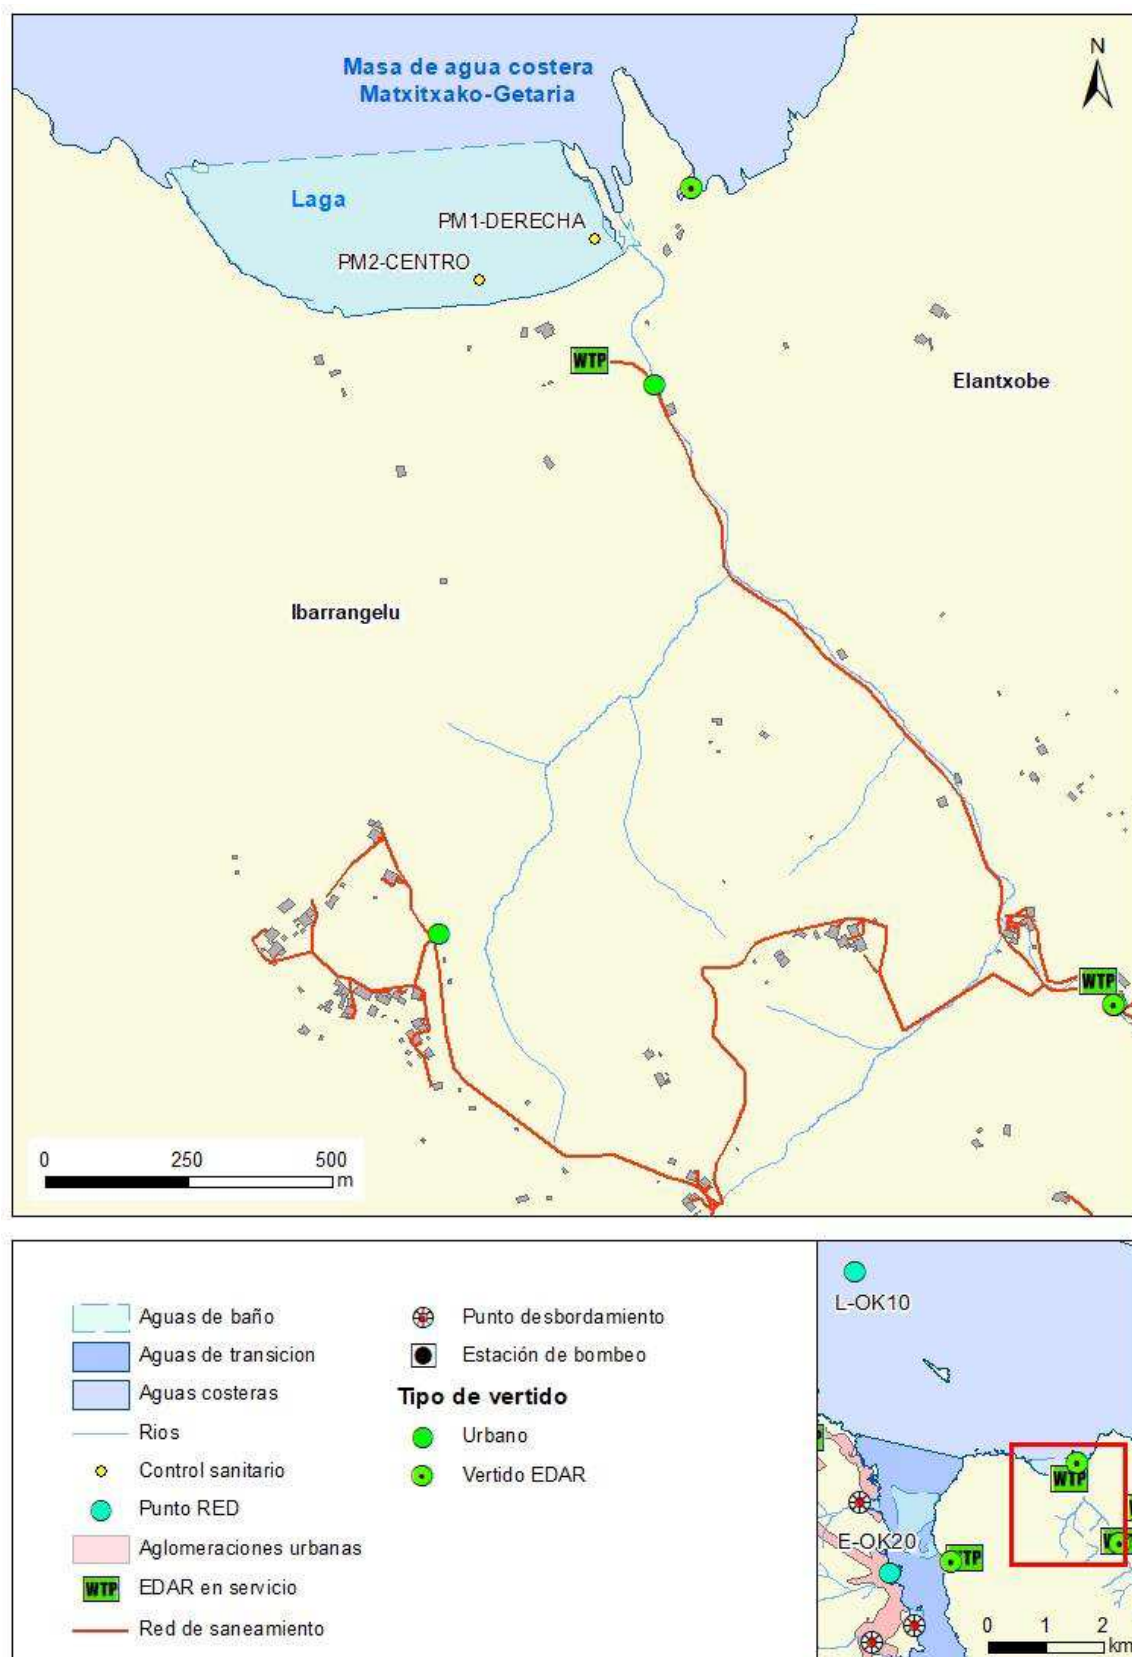 Masa de agua costera
Matxitxako-Getaria
N
Laga
PM1-DERECHA
PM2-CENTRO
WTP
Elantxobe
Ibarrangelu
WTP
0 250 500
m
Aguas de baño
Aguas de transicion
Aguas costeras
Rios
Control sanitario
Punto RED
Aglomeraciones urbanas
WTP EDAR en servicio
Red de saneamiento
Punto desbordamiento
Estación de bombeo
Tipo de vertido
Urbano
Vertido EDAR
L-OK10
WTP
E-OK20
0 1 2
km